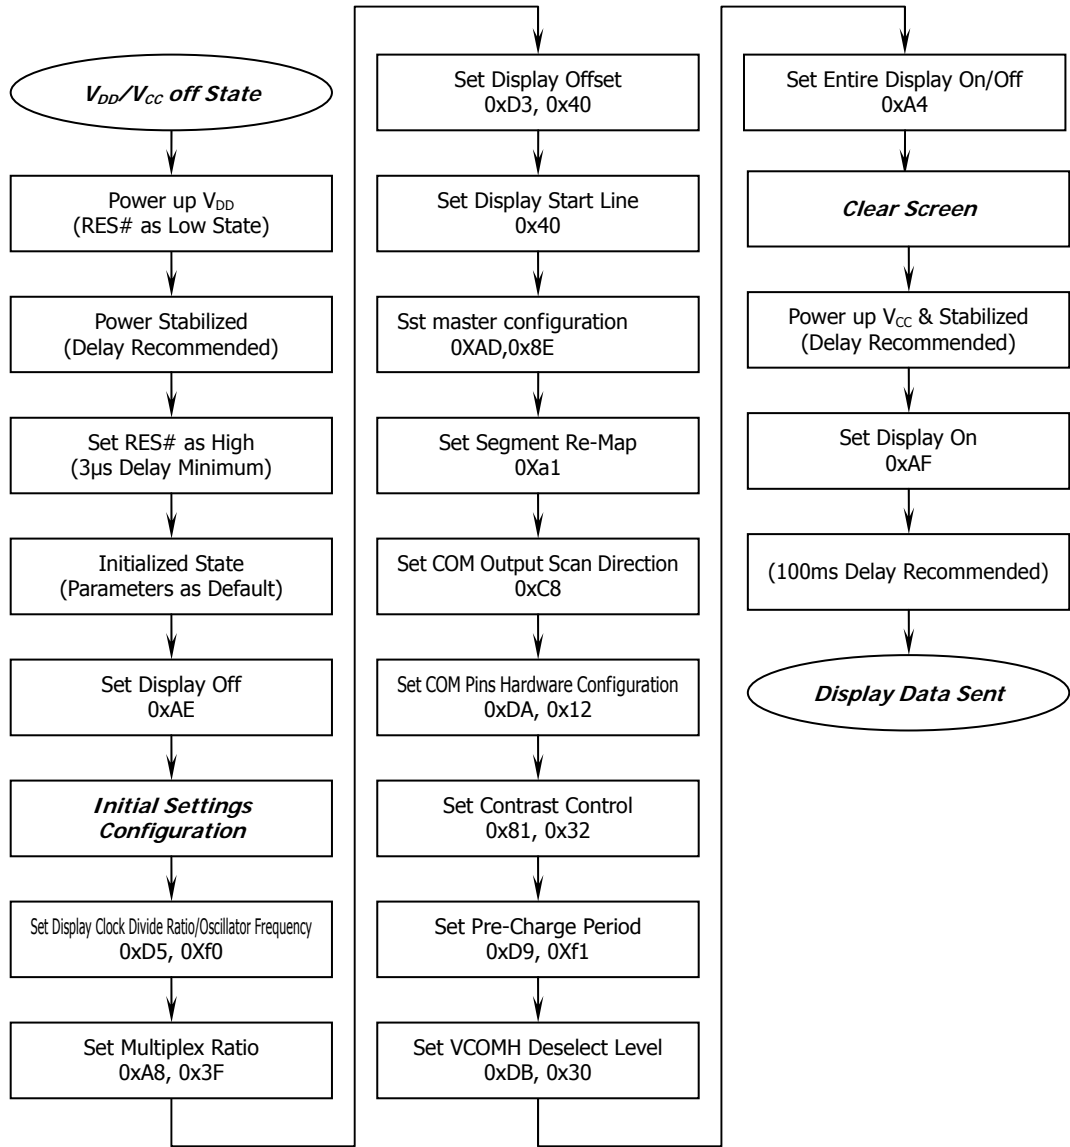 V_DD/V_CC off State
Power up V_DD
(RES# as Low State)
Power Stabilized
(Delay Recommended)
Set RES# as High
(3µs Delay Minimum)
Initialized State
(Parameters as Default)
Set Display Off
0xAE
Initial Settings
Configuration
Set Display Clock Divide Ratio/Oscillator Frequency
0xD5, 0Xf0
Set Multiplex Ratio
0xA8, 0x3F
Set Display Offset
0xD3, 0x40
Set Display Start Line
0x40
Sst master configuration
0XAD,0x8E
Set Segment Re-Map
0Xa1
Set COM Output Scan Direction
0xC8
Set COM Pins Hardware Configuration
0xDA, 0x12
Set Contrast Control
0x81, 0x32
Set Pre-Charge Period
0xD9, 0Xf1
Set VCOMH Deselect Level
0xDB, 0x30
Set Entire Display On/Off
0xA4
Clear Screen
Power up V_CC & Stabilized
(Delay Recommended)
Set Display On
0xAF
(100ms Delay Recommended)
Display Data Sent